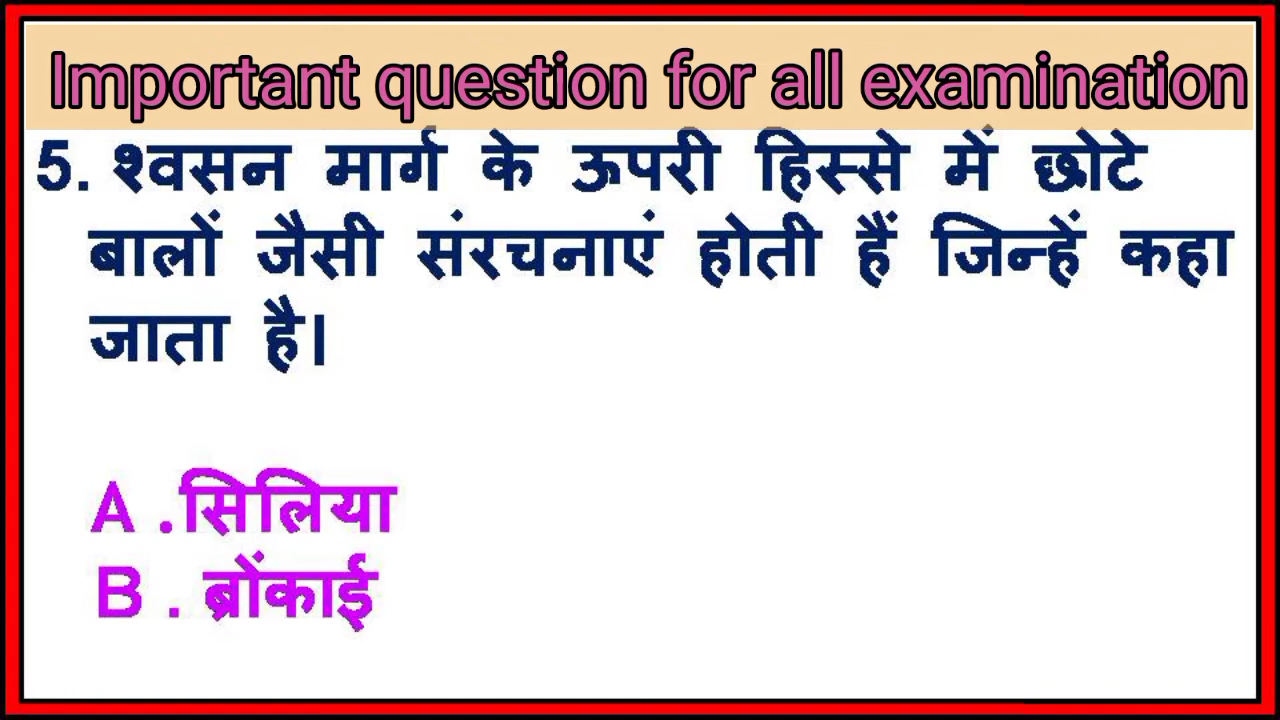 Important question for all examination
5. श्वसन मार्ग के ऊपरी हिस्से में छोटे
बालों जैसी संरचनाएं होती हैं जिन्हें कहा
जाता है।
A .सिलिया
B . ब्रोंकाई